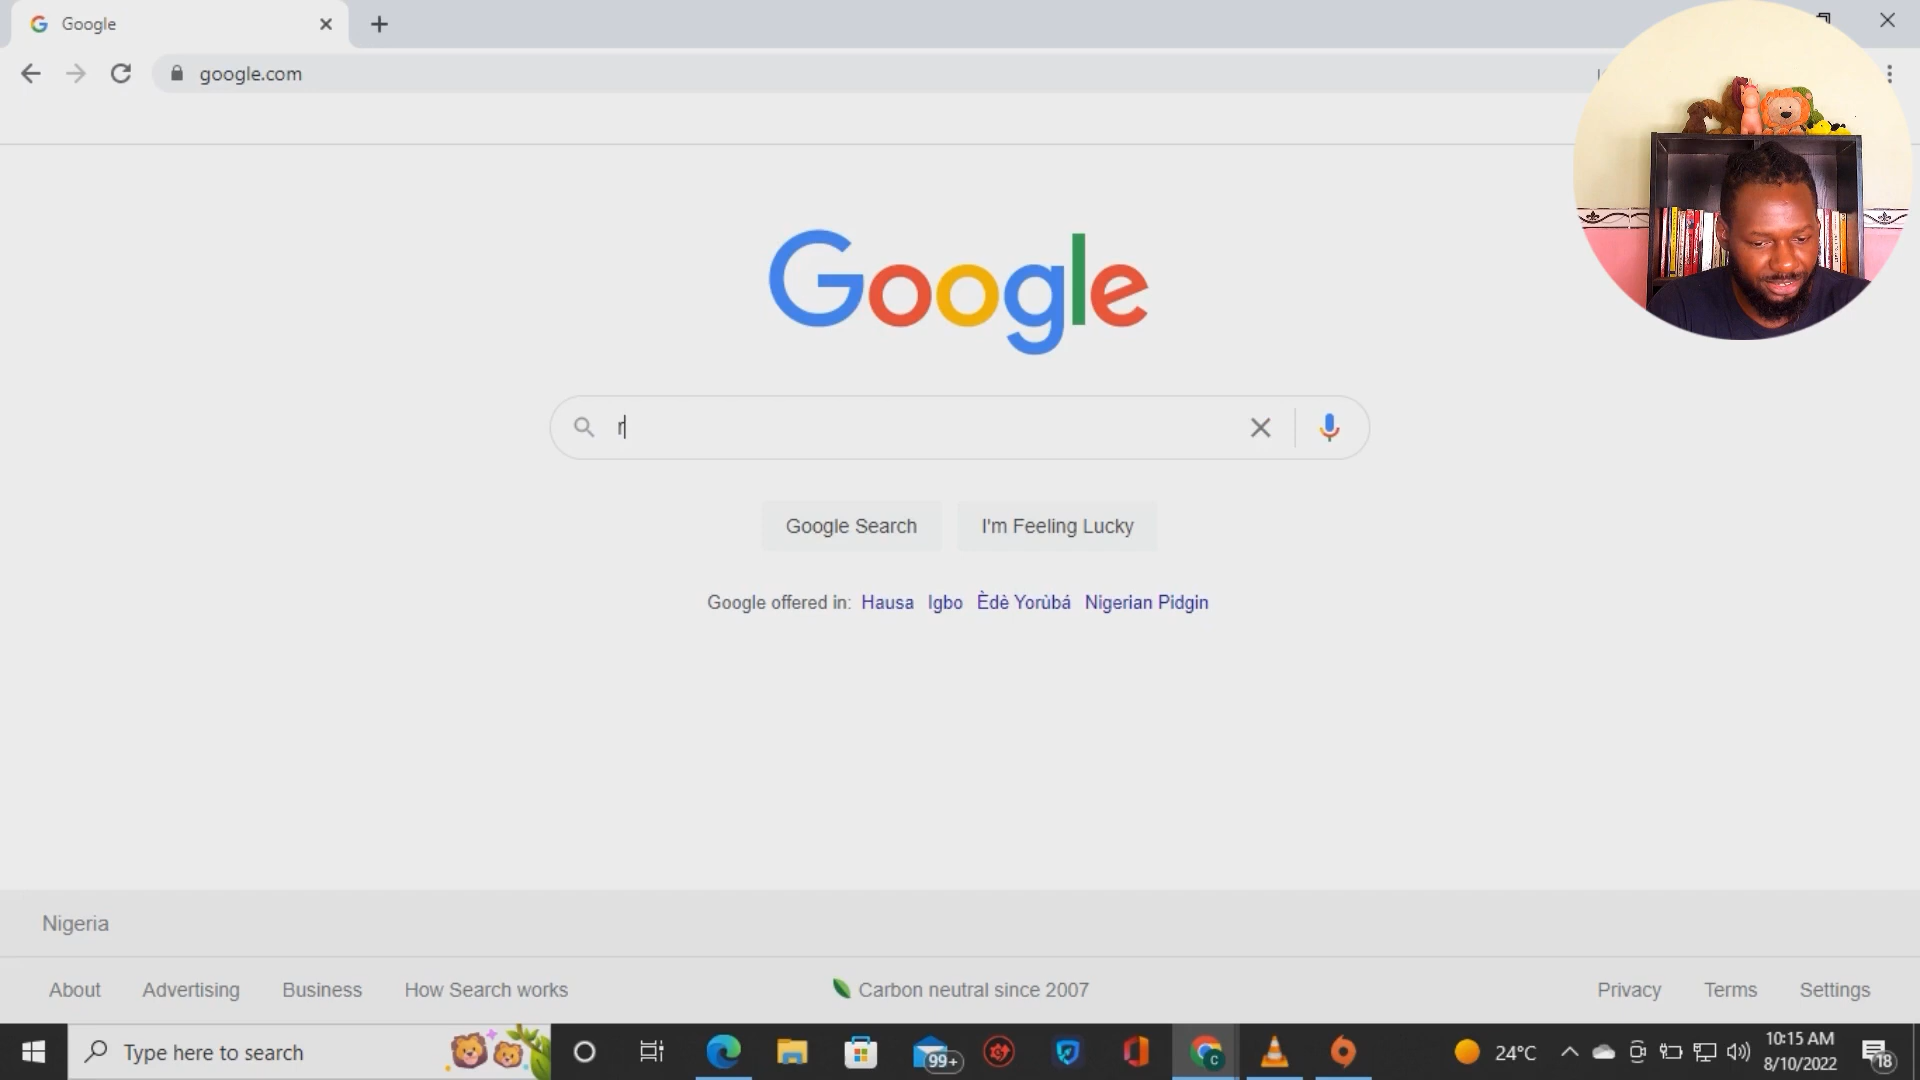 Google
google.com
Google
r
Google Search
I'm Feeling Lucky
Google offered in: Hausa Igbo Èdè Yorùbá Nigerian Pidgin
Nigeria
About Advertising Business How Search works
Carbon neutral since 2007
Privacy Terms Settings
Type here to search
99+
C
24°C
10:15 AM
8/10/2022
18